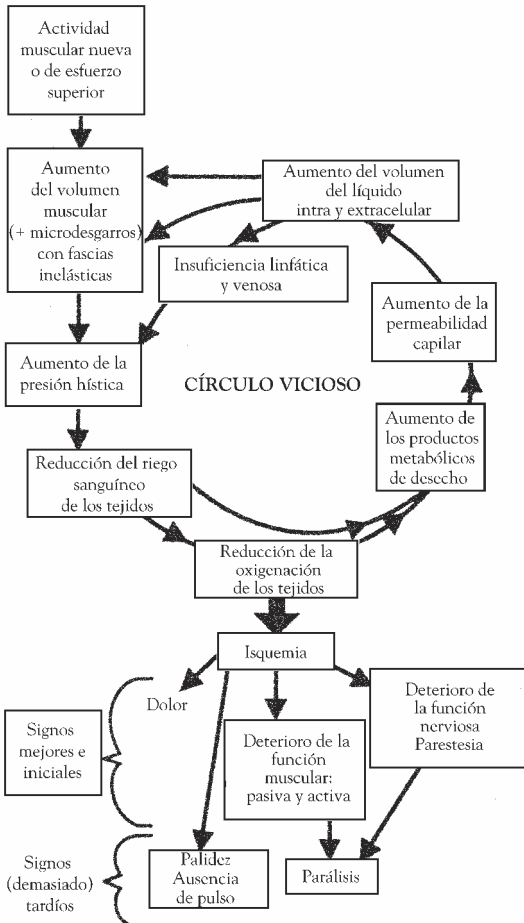 Actividad
muscular nueva
o de esfuerzo
superior
Aumento
del volumen
muscular
(+ microdesgarros)
con fascias
inelásticas
Aumento del volumen
del líquido
intra y extracelular
Insuficiencia linfática
y venosa
Aumento de la
permeabilidad
capilar
Aumento de la
presión hística
CÍRCULO VICIOSO
Aumento de
los productos
metabólicos
de desecho
Reducción del riego
sanguíneo
de los tejidos
Reducción de la
oxigenación
de los tejidos
Isquemia
Dolor
Deterioro de
la función
nerviosa
Parestesia
Signos
mejores e
iniciales
Deterioro de la
función
muscular:
pasiva y activa
Signos
(demasiado)
tardíos
Palidez
Ausencia
de pulso
Parálisis